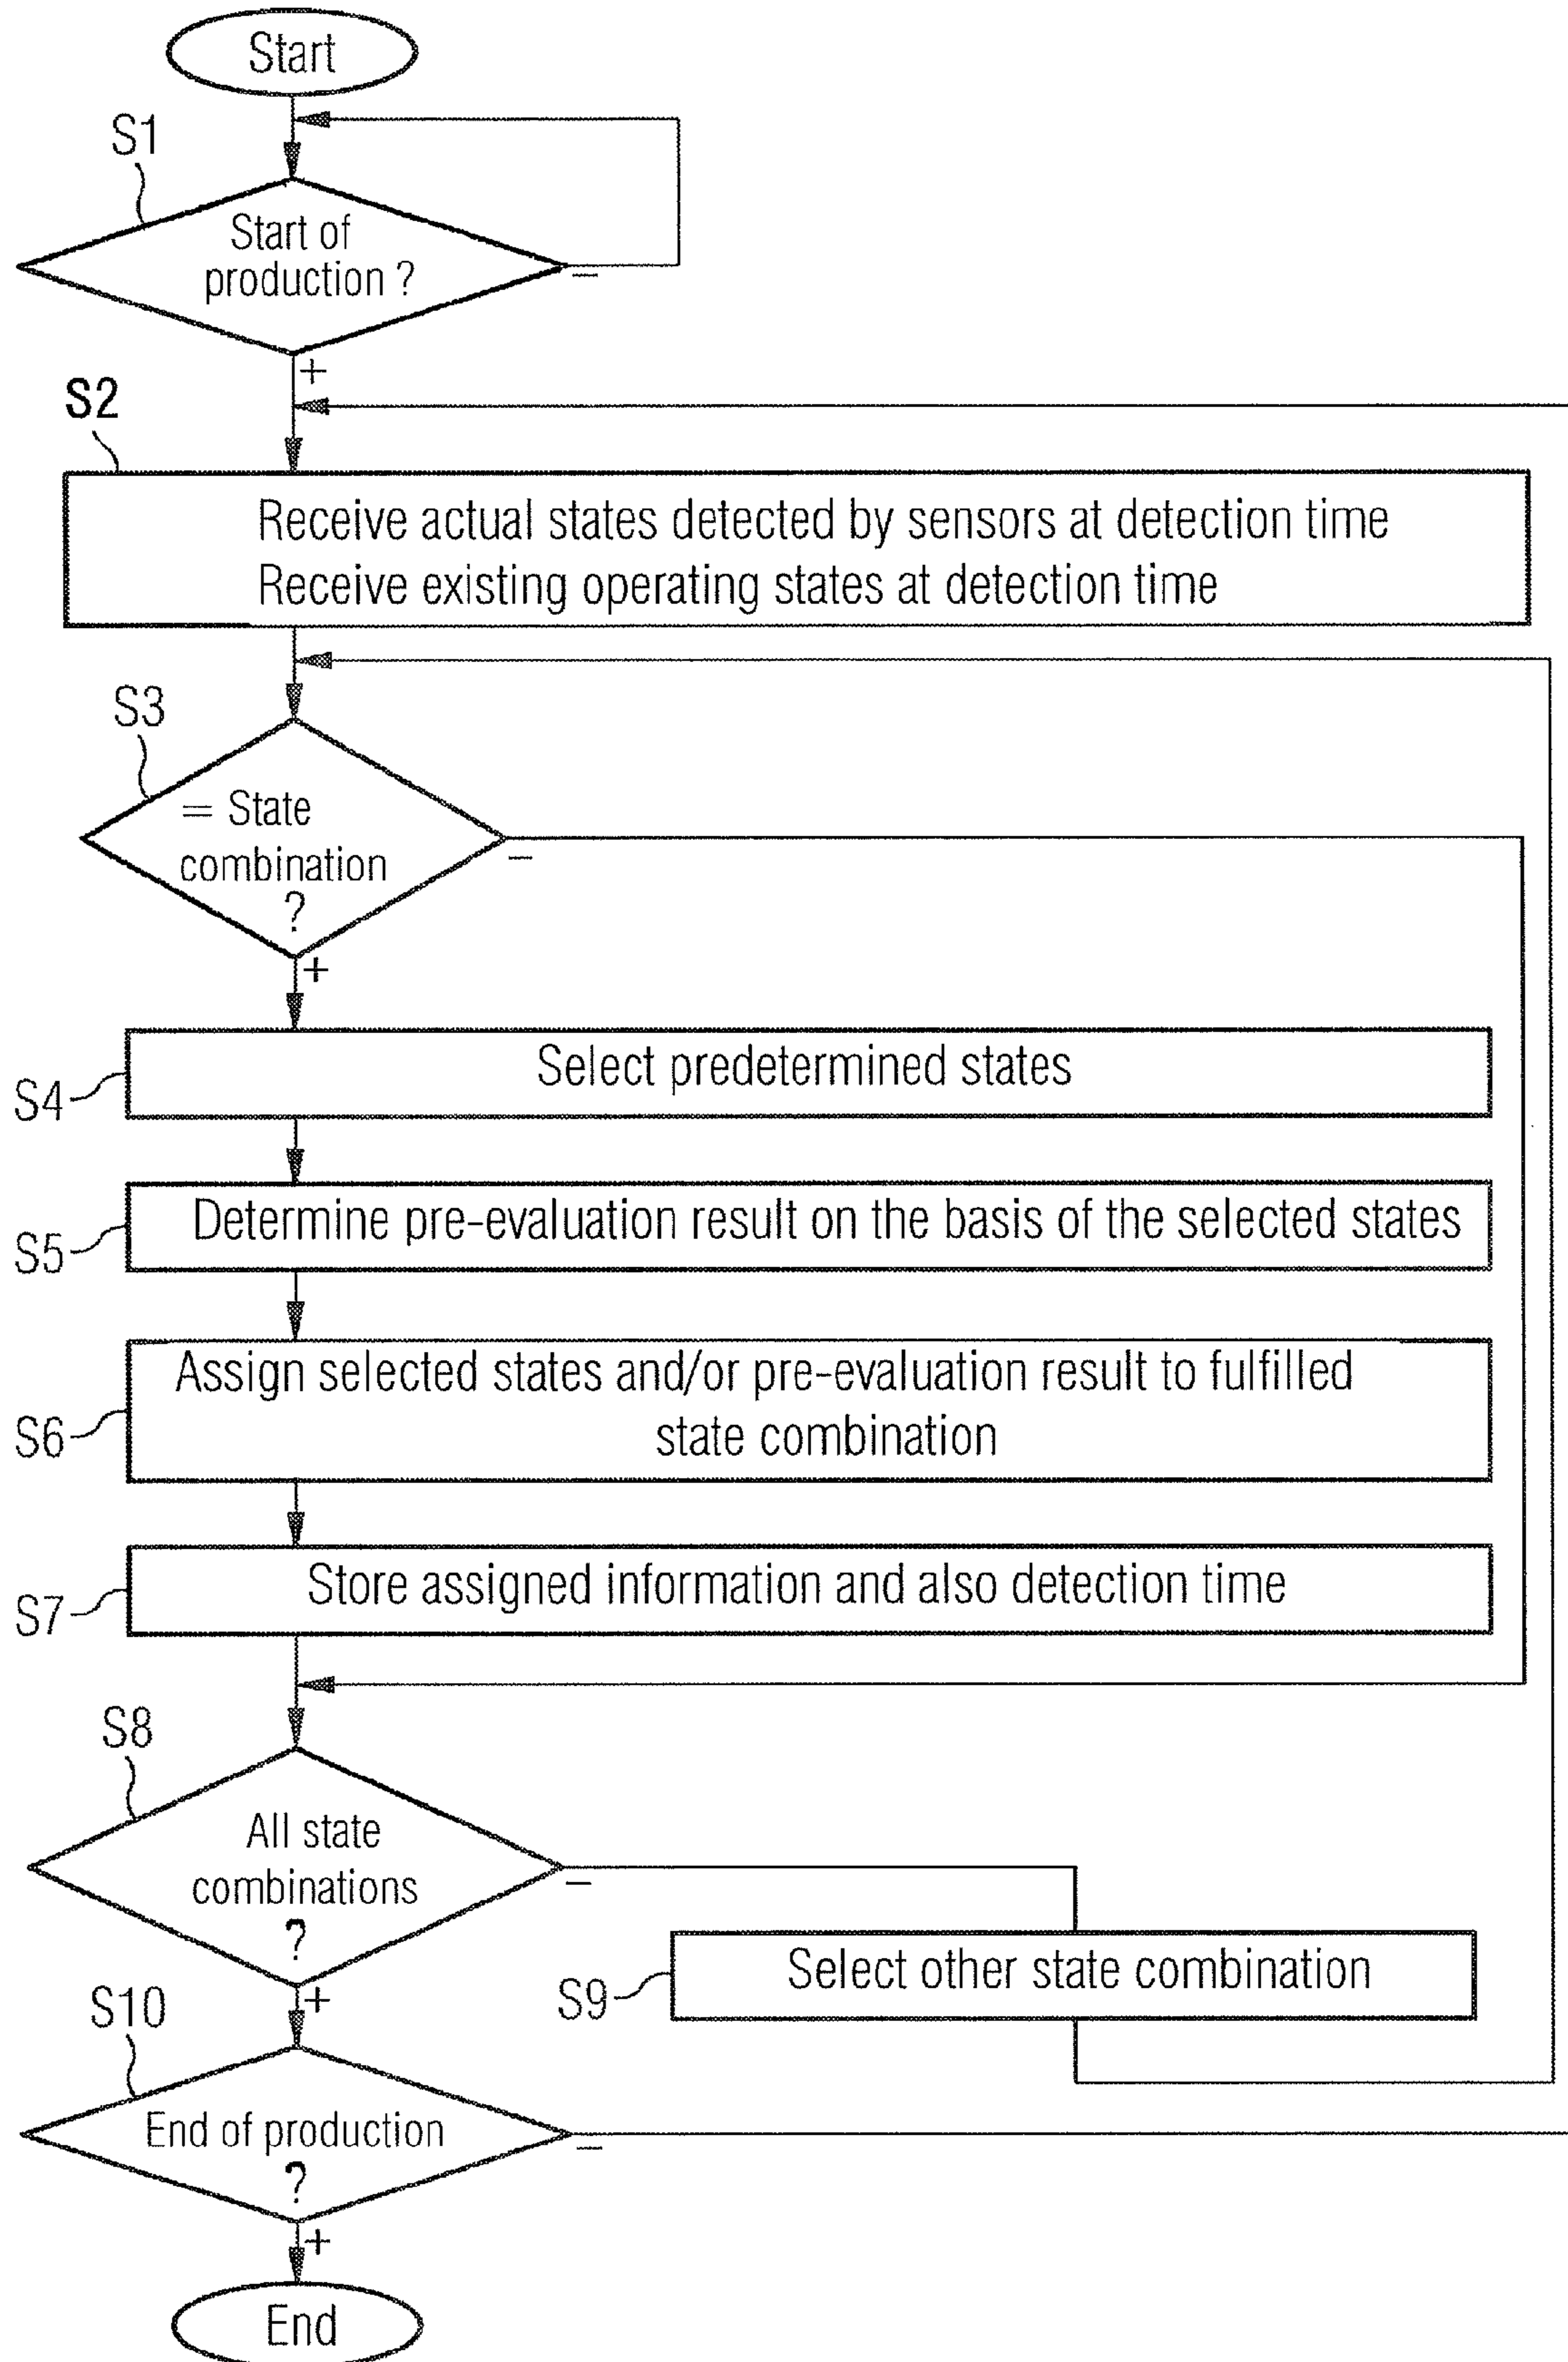 Start
S1
Start of
production ?
–
+
S2
Receive actual states detected by sensors at detection time
Receive existing operating states at detection time
S3
= State
combination
?
–
+
S4
Select predetermined states
S5
Determine pre-evaluation result on the basis of the selected states
S6
Assign selected states and/or pre-evaluation result to fulfilled
state combination
S7
Store assigned information and also detection time
S8
All state
combinations
?
–
+
S9
Select other state combination
S10
End of production
?
–
+
End